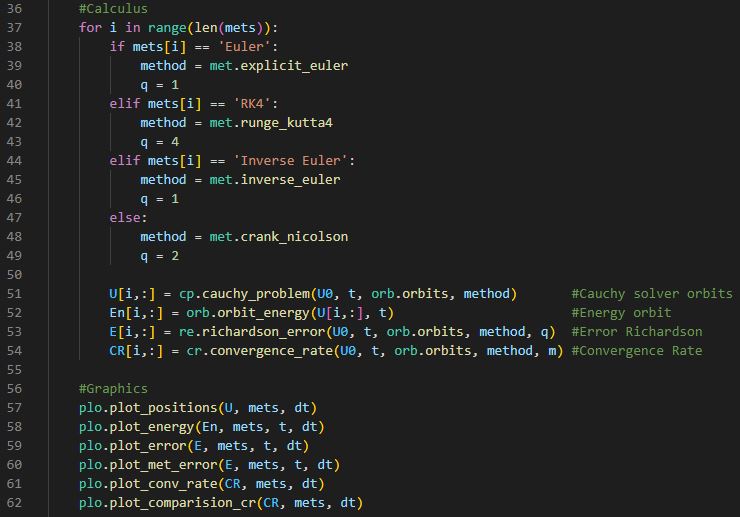 36 #Calculus
37 for i in range(len(mets)):
38 if mets[i] == 'Euler':
39 method = met.explicit_euler
40 q = 1
41 elif mets[i] == 'RK4':
42 method = met.runge_kutta4
43 q = 4
44 elif mets[i] == 'Inverse Euler':
45 method = met.inverse_euler
46 q = 1
47 else:
48 method = met.crank_nicolson
49 q = 2
50
51 U[i,:] = cp.cauchy_problem(U0, t, orb.orbits, method) #Cauchy solver orbits
52 En[i,:] = orb.orbit_energy(U[i,:], t) #Energy orbit
53 E[i,:] = re.richardson_error(U0, t, orb.orbits, method, q) #Error Richardson
54 CR[i,:] = cr.convergence_rate(U0, t, orb.orbits, method, m) #Convergence Rate
55
56 #Graphics
57 plo.plot_positions(U, mets, dt)
58 plo.plot_energy(En, mets, t, dt)
59 plo.plot_error(E, mets, t, dt)
60 plo.plot_met_error(E, mets, t, dt)
61 plo.plot_conv_rate(CR, mets, dt)
62 plo.plot_comparision_cr(CR, mets, dt)